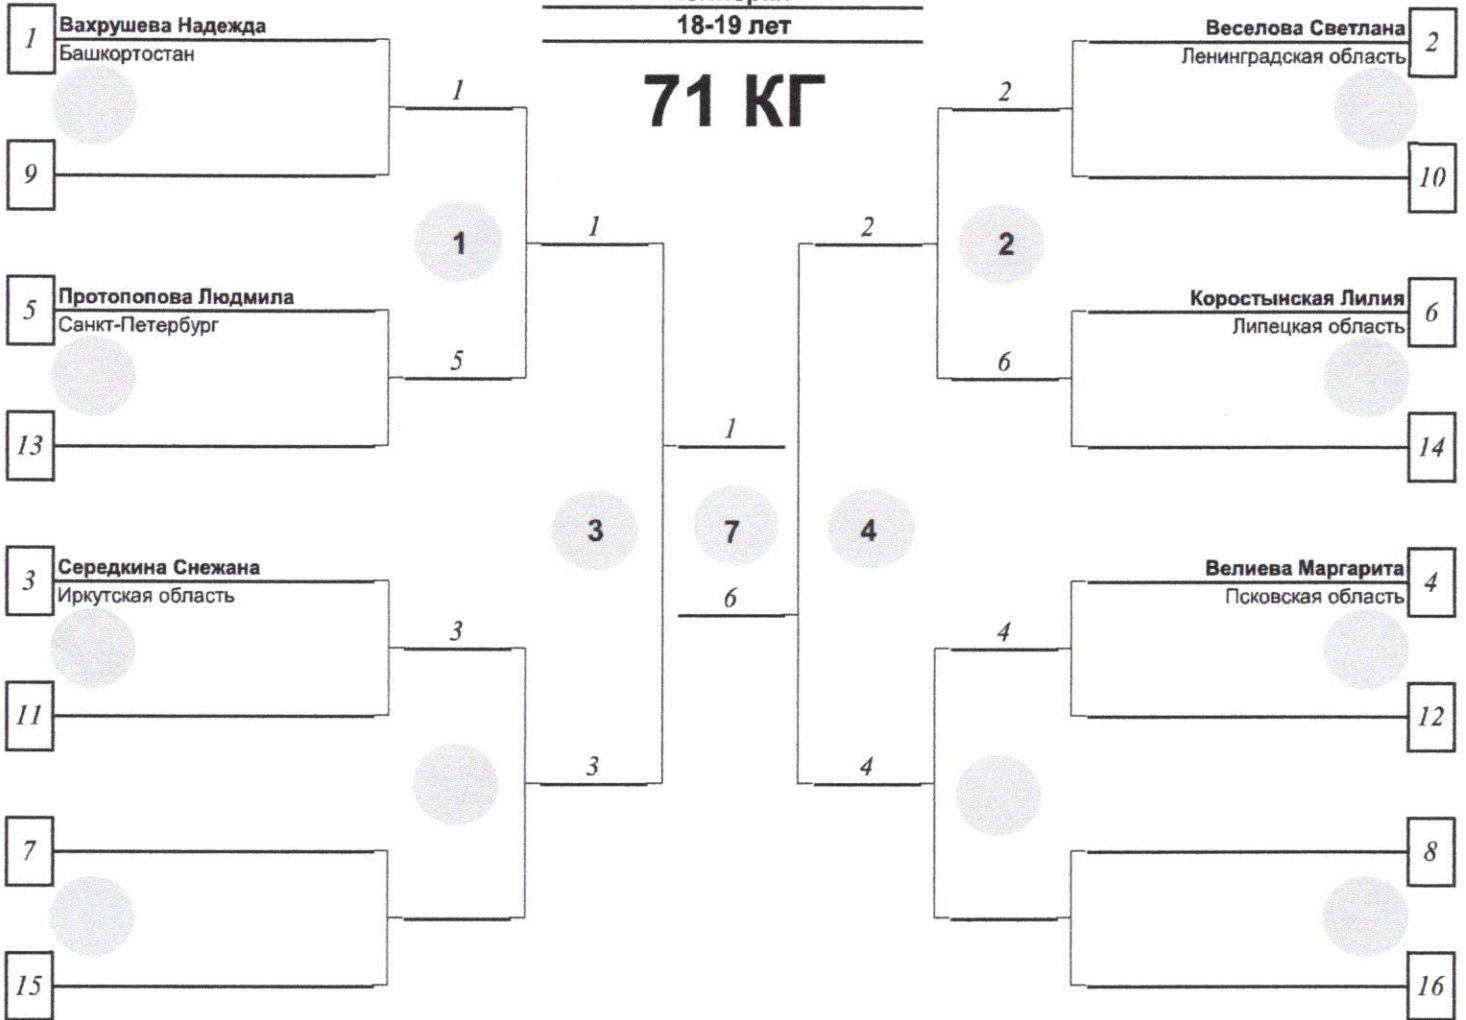 18-19 лет
71 КГ
1
Вахрушева Надежда
Башкортостан
9
5
Протопопова Людмила
Санкт-Петербург
13
3
Середкина Снежана
Иркутская область
11
7
15
1
5
3
1
1
3
3
1
7
6
2
4
4
2
2
6
4
Веселова Светлана
2
Ленинградская область
10
Коростынская Лилия
6
Липецкая область
14
Велиева Маргарита
4
Псковская область
12
8
16